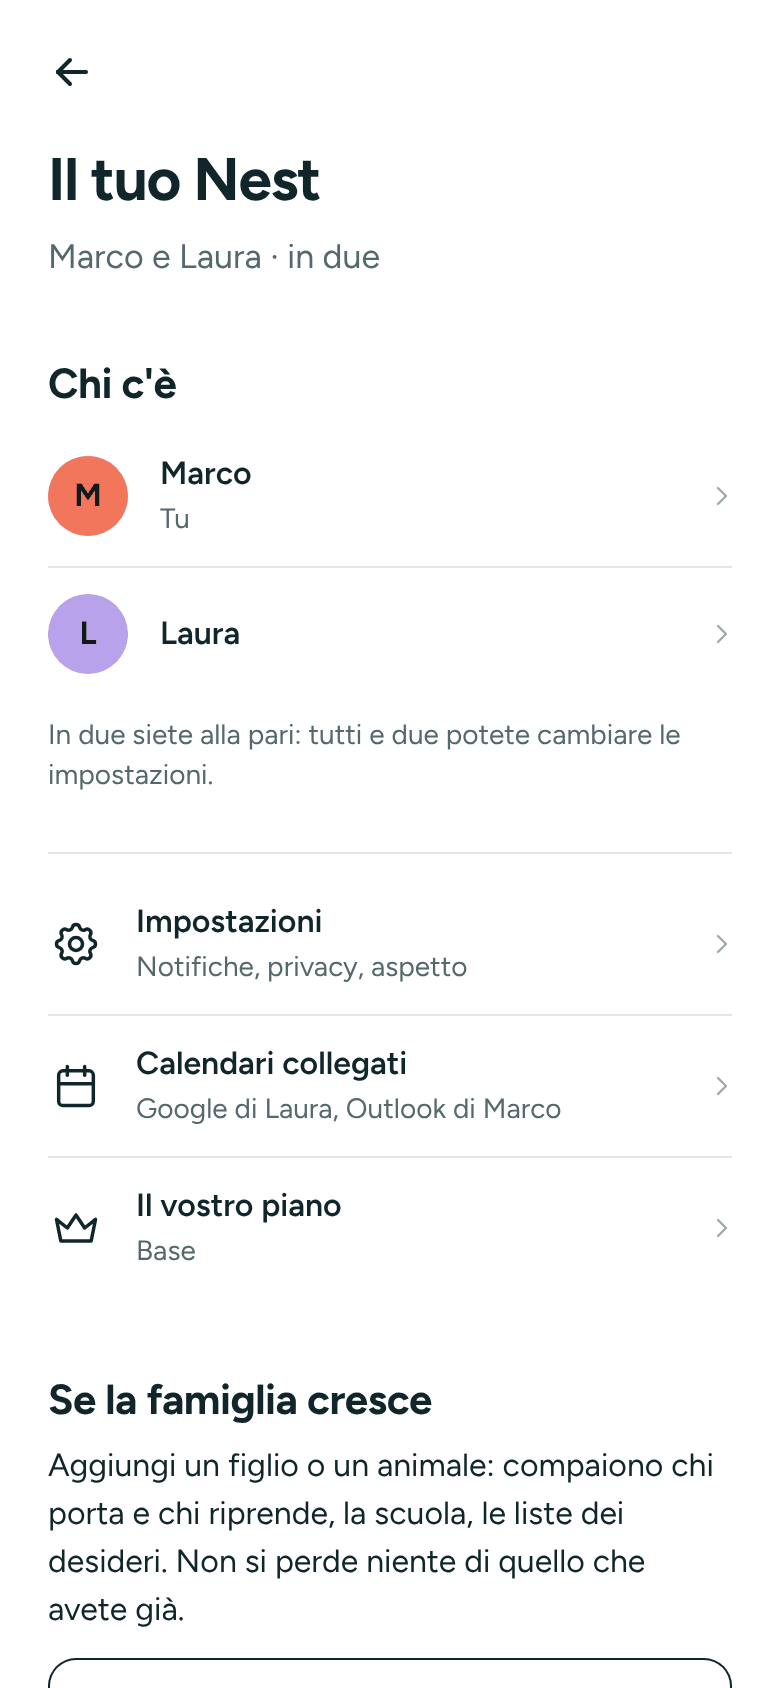 Il tuo Nest
Marco e Laura · in due
Chi c'è
M
Marco
Tu
L
Laura
In due siete alla pari: tutti e due potete cambiare le
impostazioni.
Impostazioni
Notifiche, privacy, aspetto
Calendari collegati
Google di Laura, Outlook di Marco
Il vostro piano
Base
Se la famiglia cresce
Aggiungi un figlio o un animale: compaiono chi
porta e chi riprende, la scuola, le liste dei
desideri. Non si perde niente di quello che
avete già.